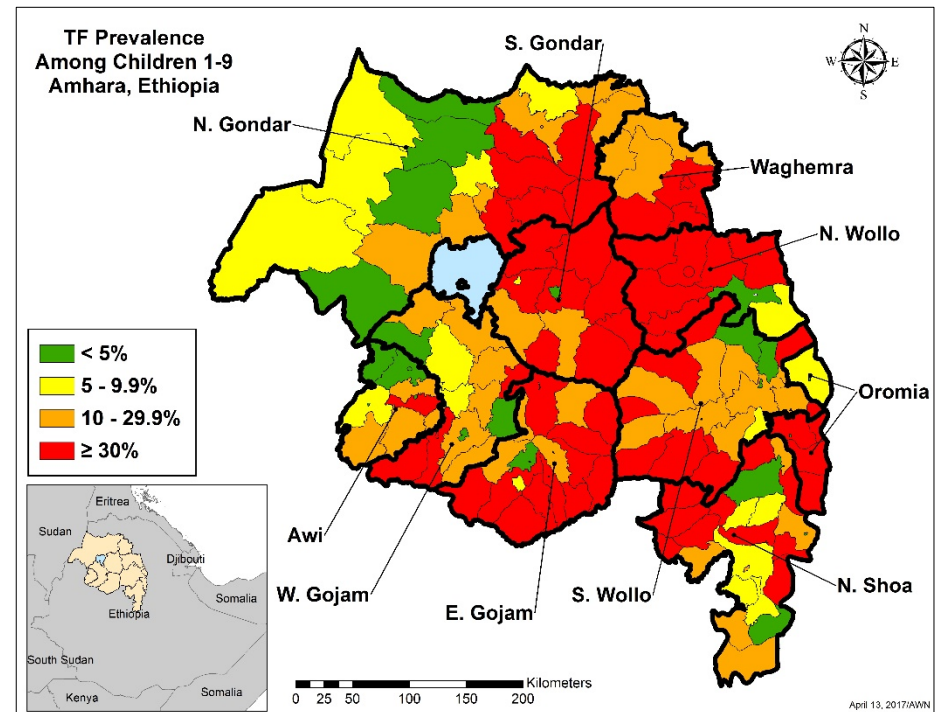 TF Prevalence
Among Children 1-9
Amhara, Ethiopia
N
W E
S
S. Gondar
N. Gondar
Waghemra
N. Wollo
Oromia
< 5%
5 - 9.9%
10 - 29.9%
≥ 30%
Awi
W. Gojam
E. Gojam
S. Wollo
N. Shoa
Eritrea
Sudan
Djibouti
Somalia
Ethiopia
South Sudan
Kenya
Somalia
Kilometers
0 25 50 100 150 200
April 13, 2017/AWN